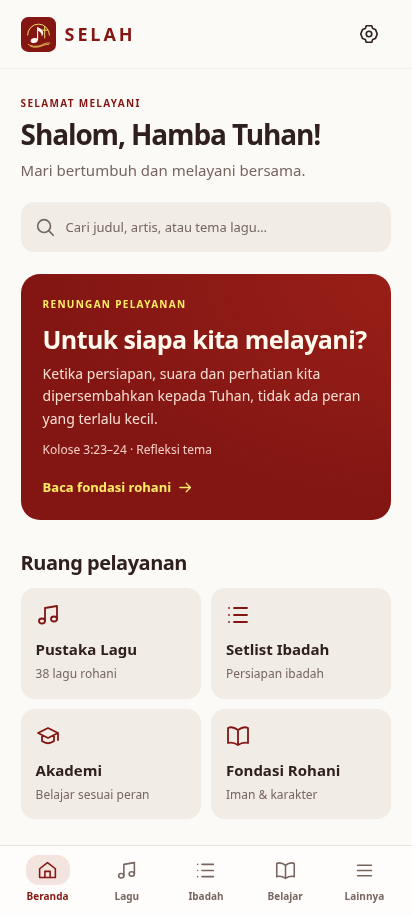 SELAH
SELAMAT MELAYANI
Shalom, Hamba Tuhan!
Mari bertumbuh dan melayani bersama.
Cari judul, artis, atau tema lagu...
RENUNGAN PELAYANAN
Untuk siapa kita melayani?
Ketika persiapan, suara dan perhatian kita
dipersembahkan kepada Tuhan, tidak ada peran
yang terlalu kecil.
Kolose 3:23–24 · Refleksi tema
Baca fondasi rohani →
Ruang pelayanan
Pustaka Lagu
38 lagu rohani
Setlist Ibadah
Persiapan ibadah
Akademi
Belajar sesuai peran
Fondasi Rohani
Iman & karakter
Beranda
Lagu
Ibadah
Belajar
Lainnya